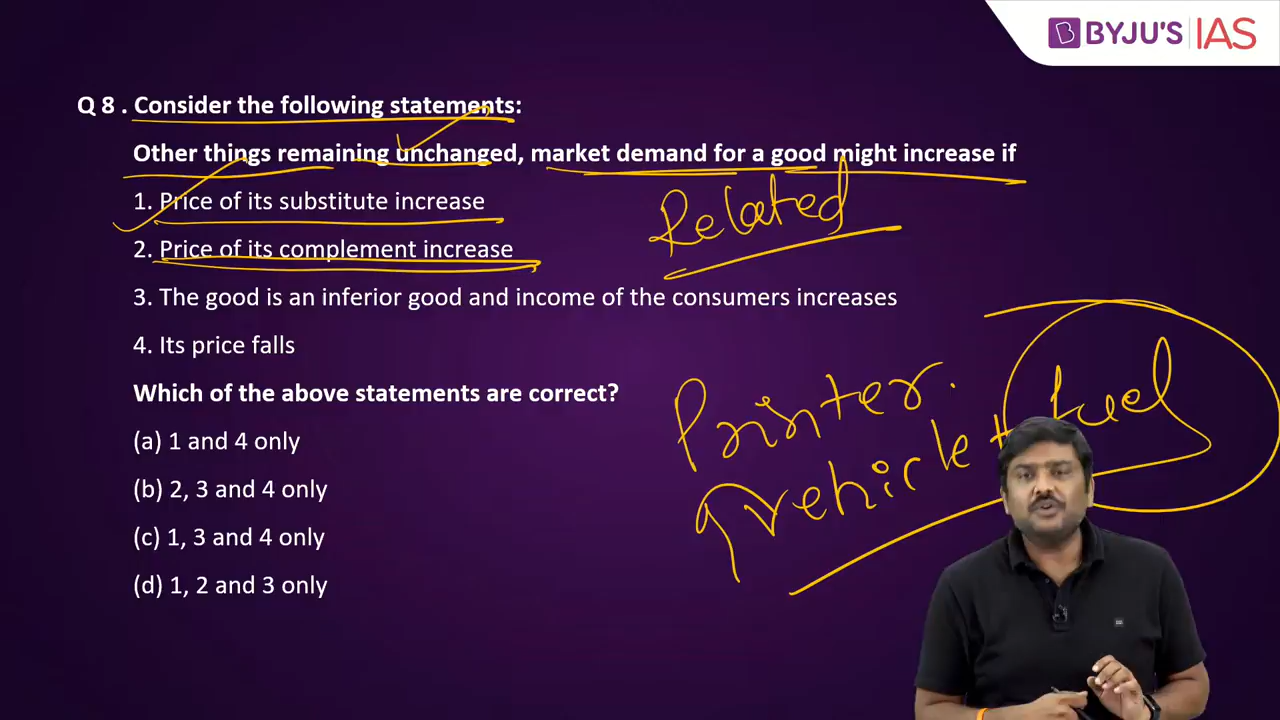 BYJU'S IAS
Q 8 . Consider the following statements:
Other things remaining unchanged, market demand for a good might increase if
1. Price of its substitute increase
Related
2. Price of its complement increase
3. The good is an inferior good and income of the consumers increases
4. Its price falls
Which of the above statements are correct?
Printer.
(a) 1 and 4 only
vehicle + fuel
(b) 2, 3 and 4 only
(c) 1, 3 and 4 only
(d) 1, 2 and 3 only